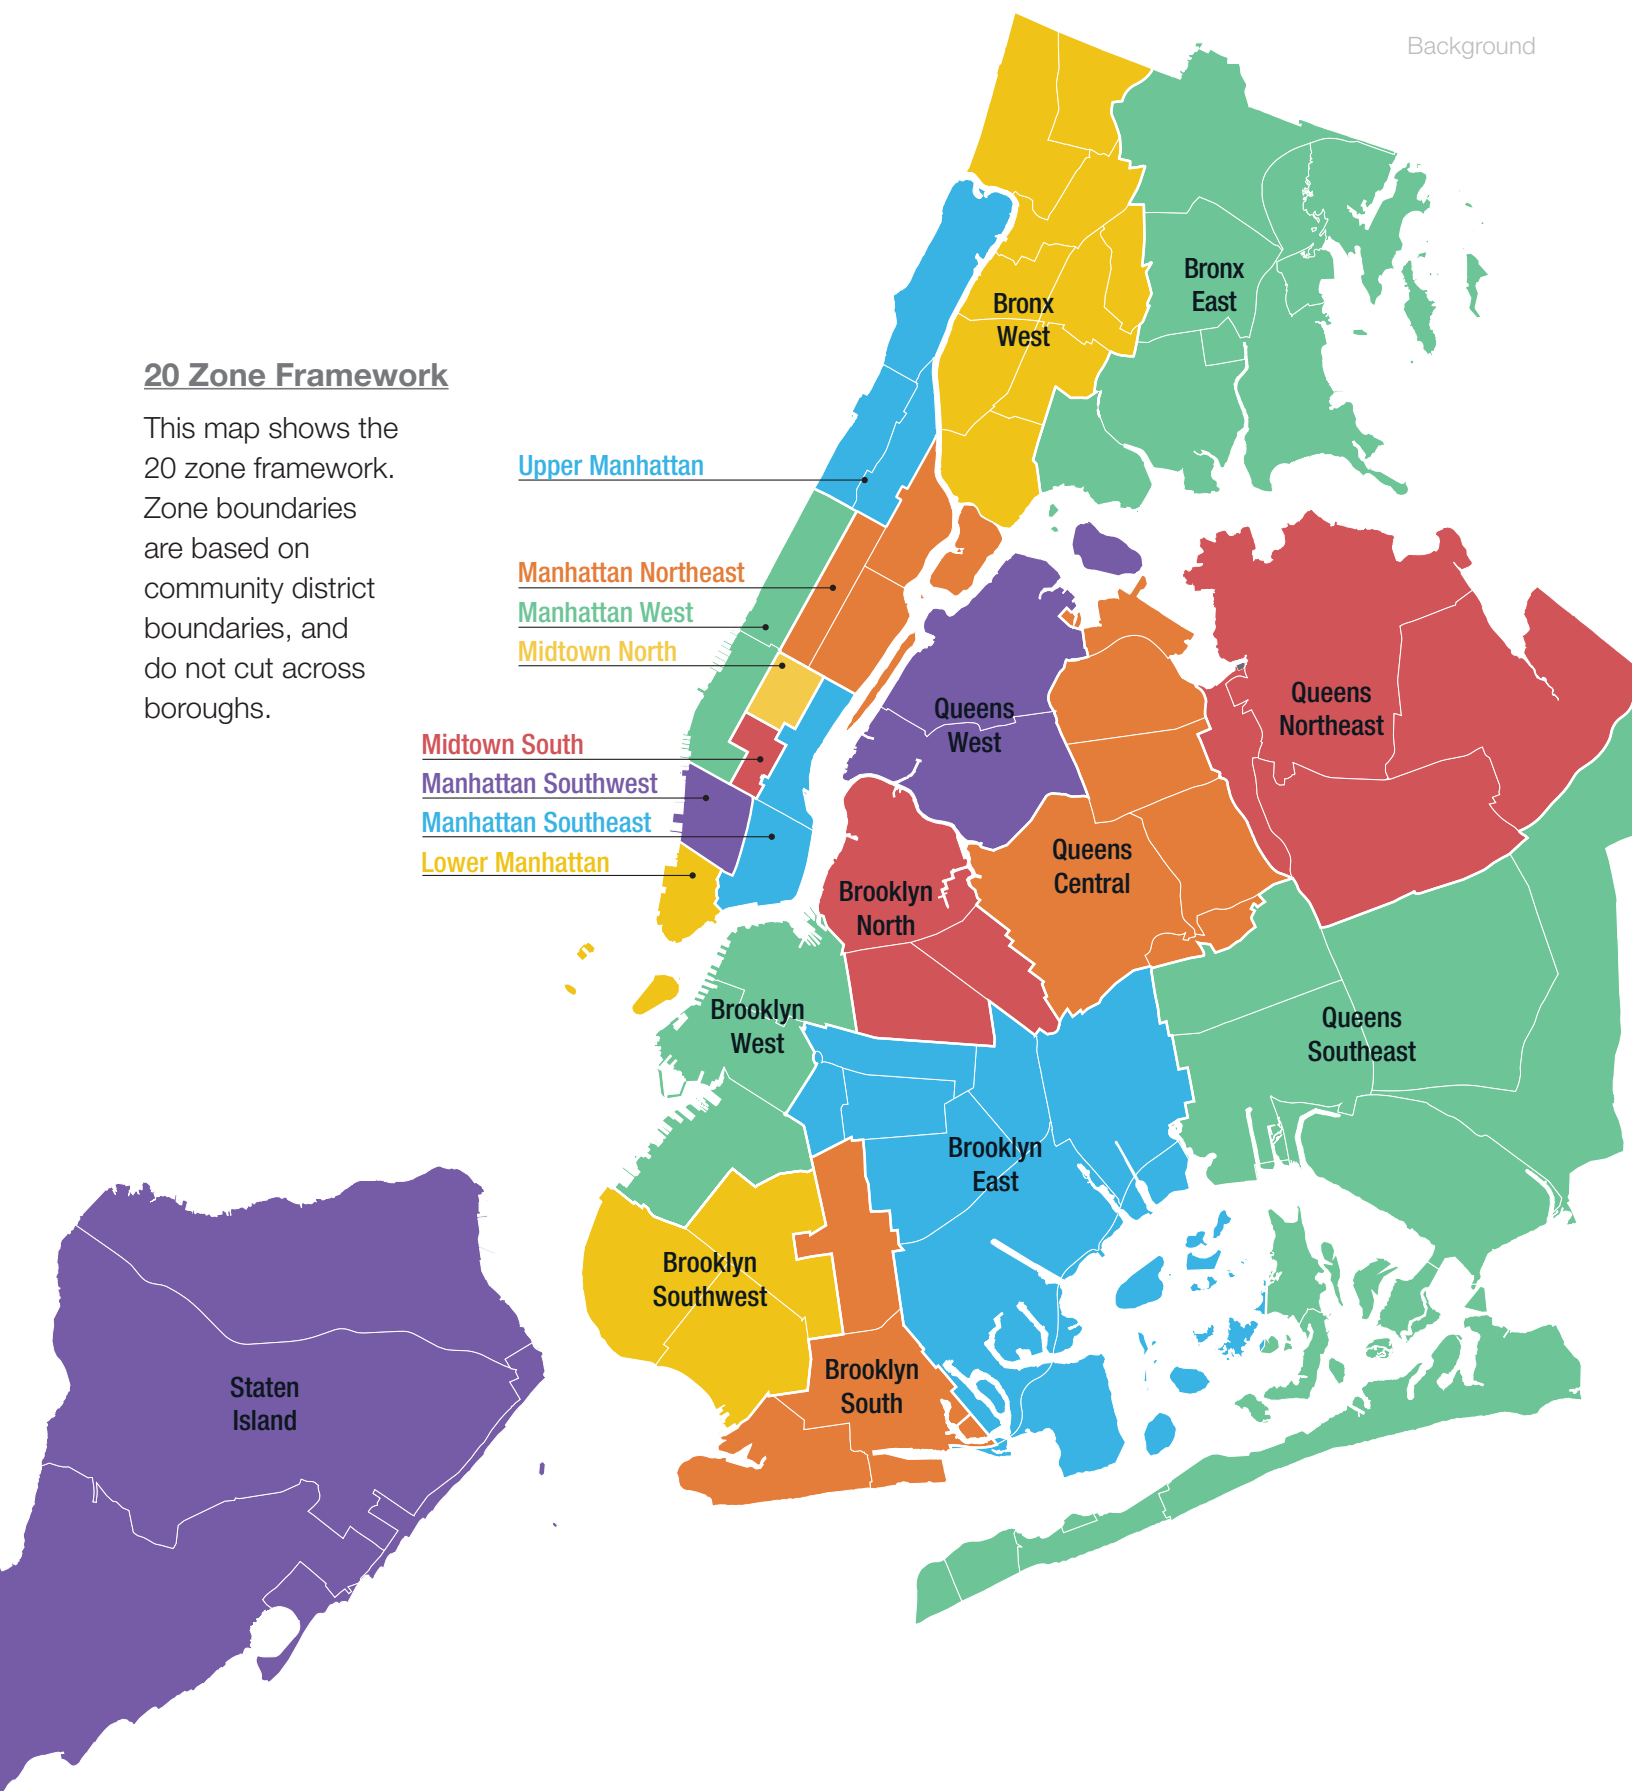 Background
20 Zone Framework
This map shows the
20 zone framework.
Zone boundaries
are based on
community district
boundaries, and
do not cut across
boroughs.
Upper Manhattan
Manhattan Northeast
Manhattan West
Midtown North
Midtown South
Manhattan Southwest
Manhattan Southeast
Lower Manhattan
Bronx
West
Bronx
East
Queens
West
Queens
Northeast
Queens
Central
Brooklyn
North
Brooklyn
West
Queens
Southeast
Brooklyn
East
Brooklyn
Southwest
Brooklyn
South
Staten
Island